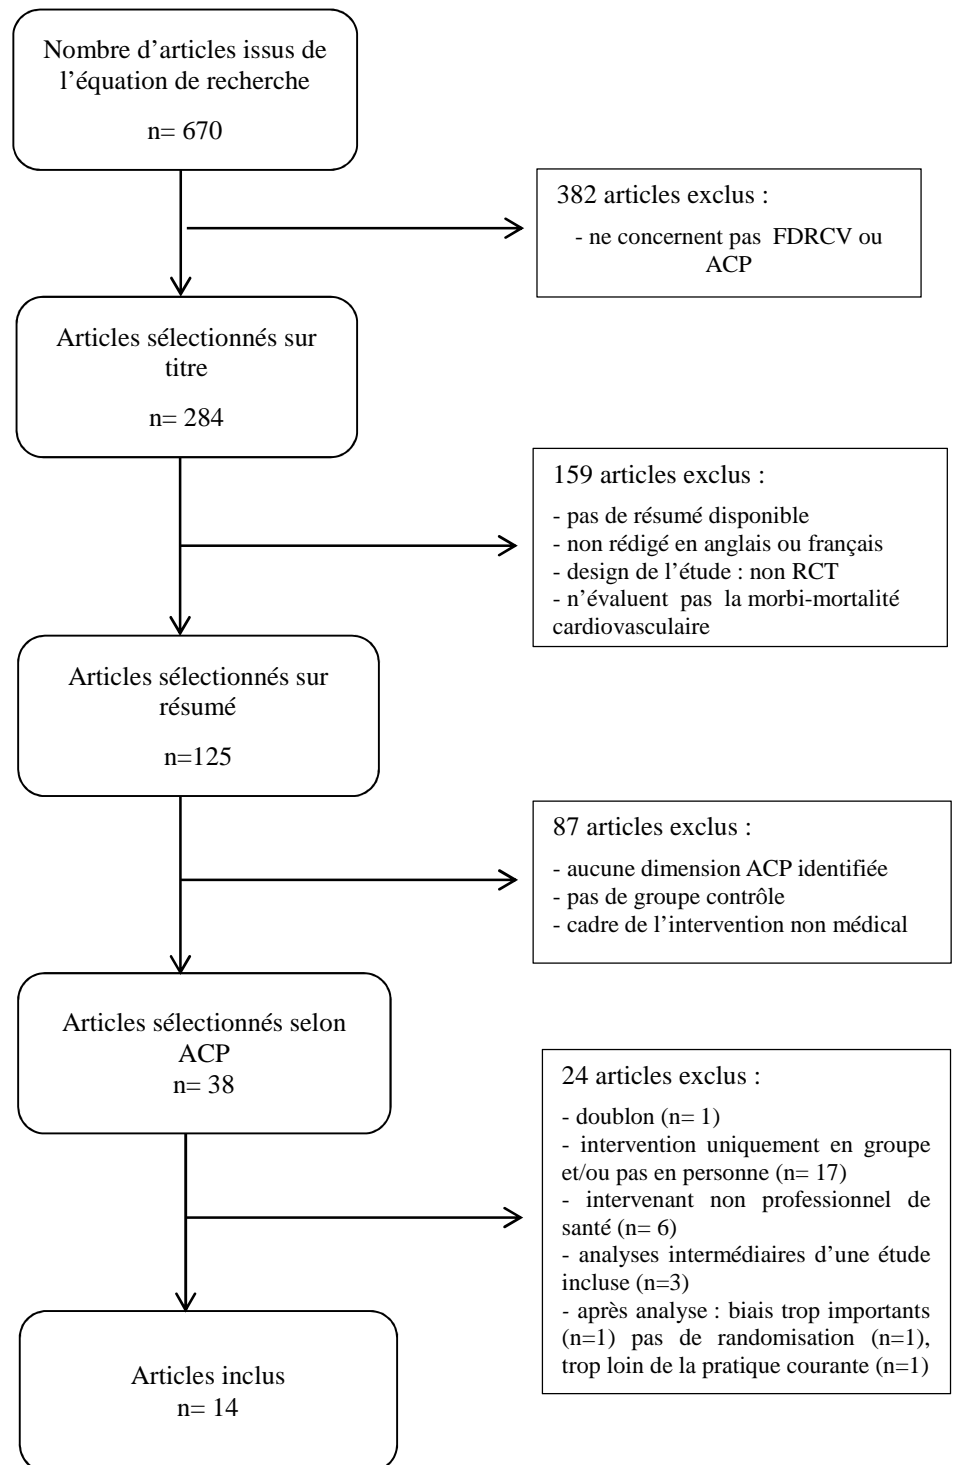 Nombre d’articles issus de
l’équation de recherche
n= 670
382 articles exclus :
- ne concernent pas FDRCV ou
ACP
Articles sélectionnés sur
titre
n= 284
159 articles exclus :
- pas de résumé disponible
- non rédigé en anglais ou français
- design de l’étude : non RCT
- n’évaluent pas la morbi-mortalité
cardiovasculaire
Articles sélectionnés sur
résumé
n=125
87 articles exclus :
- aucune dimension ACP identifiée
- pas de groupe contrôle
- cadre de l’intervention non médical
Articles sélectionnés selon
ACP
n= 38
24 articles exclus :
- doublon (n= 1)
- intervention uniquement en groupe
et/ou pas en personne (n= 17)
- intervenant non professionnel de
santé (n= 6)
- analyses intermédiaires d’une étude
incluse (n=3)
- après analyse : biais trop importants
(n=1) pas de randomisation (n=1),
trop loin de la pratique courante (n=1)
Articles inclus
n= 14